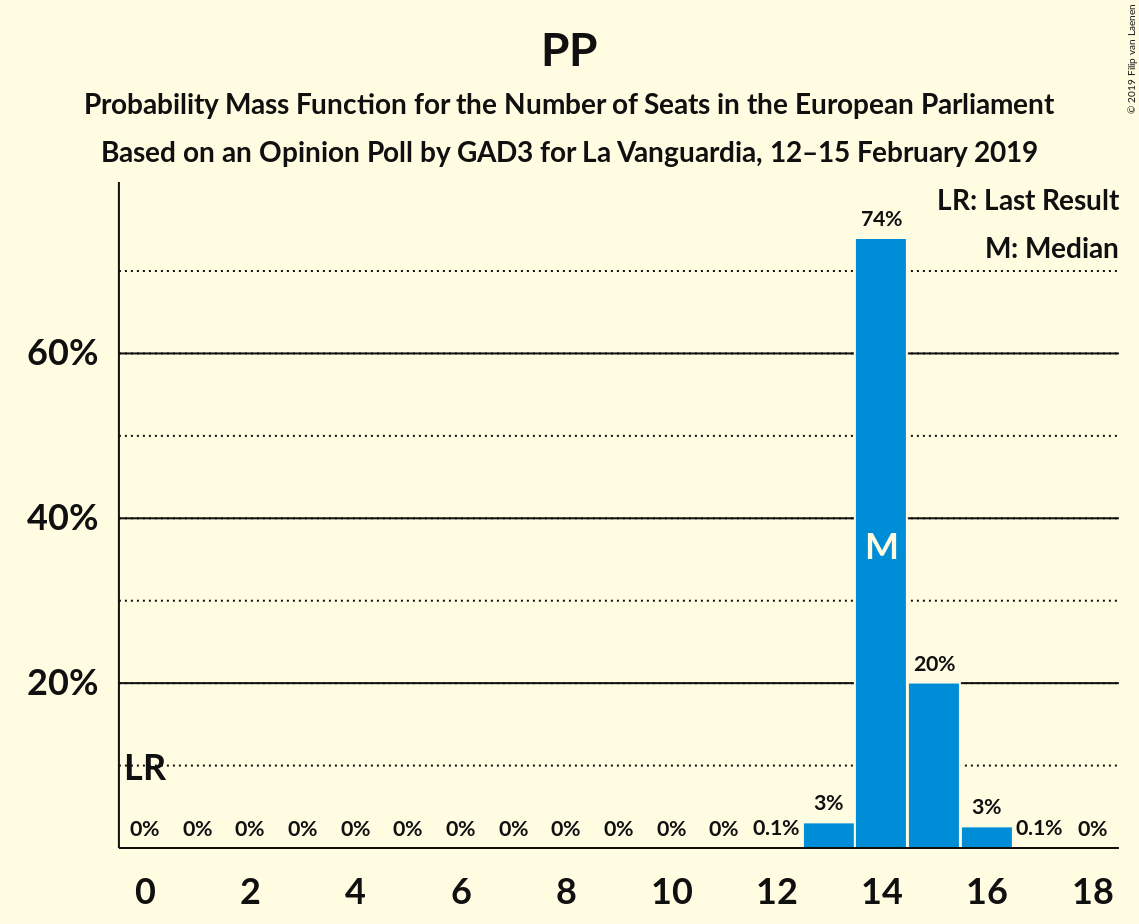 PP
Probability Mass Function for the Number of Seats in the European Parliament
Based on an Opinion Poll by GAD3 for La Vanguardia, 12–15 February 2019
© 2019 Filip van Laenen
LR: Last Result
M: Median
74%
60%
40%
M
20%
20%
LR
0% 0% 0% 0% 0% 0% 0% 0% 0% 0% 0% 0% 0.1% 3% 3% 0.1% 0%
0 2 4 6 8 10 12 14 16 18